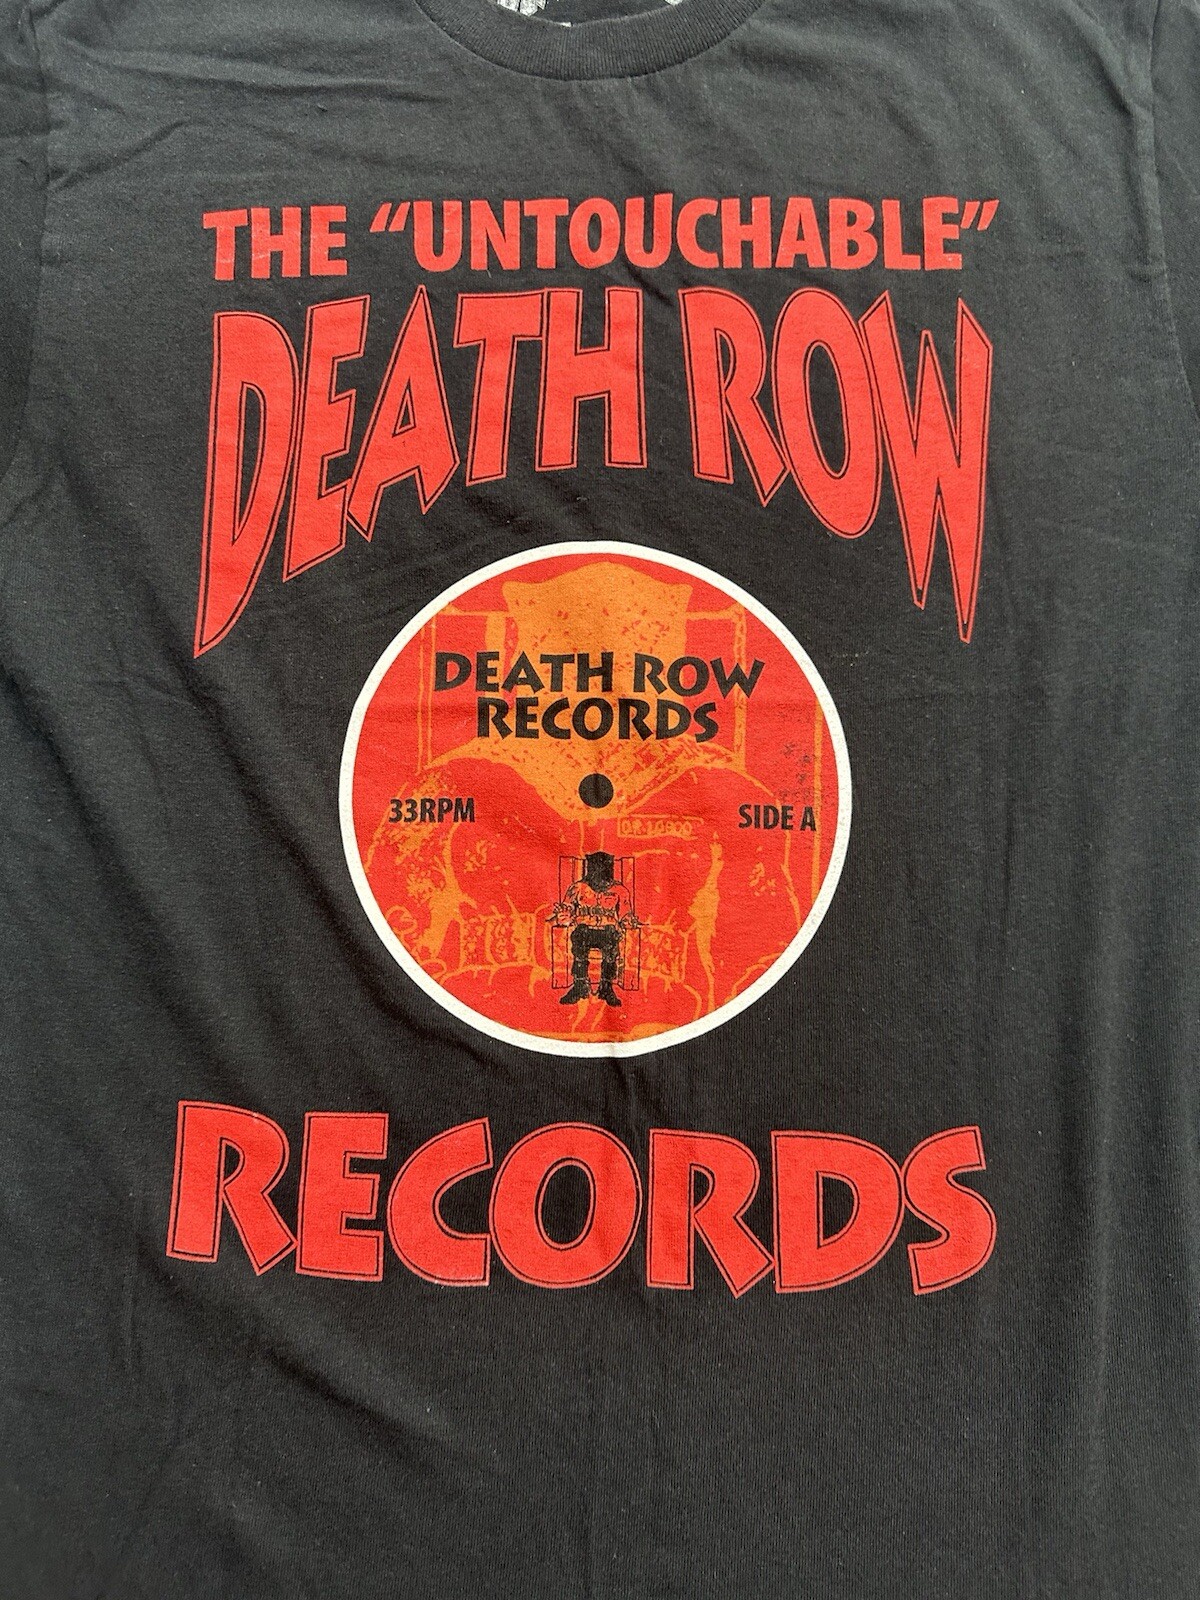 THE “UNTOUCHABLE”
DEATH ROW
DEATH ROW
RECORDS
33RPM
SIDE A
RECORDS